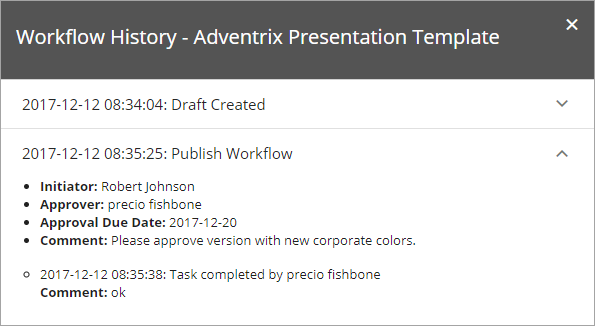 Workflow History - Adventrix Presentation Template
2017-12-12 08:34:04: Draft Created
2017-12-12 08:35:25: Publish Workflow
Initiator: Robert Johnson
Approver: precio fishbone
Approval Due Date: 2017-12-20
Comment: Please approve version with new corporate colors.
2017-12-12 08:35:38: Task completed by precio fishbone
Comment: ok